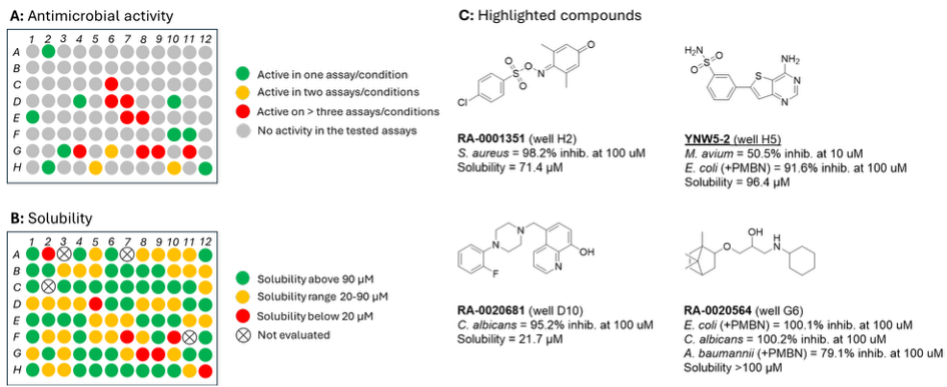 A: Antimicrobial activity
1 2 3 4 5 6 7 8 9 10 11 12
A
B
C
D
E
F
G
H
Active in one assay/condition
Active in two assays/conditions
Active on > three assays/conditions
No activity in the tested assays
B: Solubility
1 2 3 4 5 6 7 8 9 10 11 12
A
B
C
D
E
F
G
H
Solubility above 90 µM
Solubility range 20-90 µM
Solubility below 20 µM
Not evaluated
C: Highlighted compounds
O
O
S
O
O
N
Cl
RA-0001351 (well H2)
S. aureus = 98.2% inhib. at 100 uM
Solubility = 71.4 µM
H2N
O
S
O
S
NH2
N
N
YNW5-2 (well H5)
M. avium = 50.5% inhib. at 10 uM
E. coli (+PMBN) = 91.6% inhib. at 100 uM
Solubility = 96.4 µM
N
N
F
OH
N
RA-0020681 (well D10)
C. albicans = 95.2% inhib. at 100 uM
Solubility = 21.7 µM
OH
H
O
N
RA-0020564 (well G6)
E. coli (+PMBN) = 100.1% inhib. at 100 uM
C. albicans = 100.2% inhib. at 100 uM
A. baumannii (+PMBN) = 79.1% inhib. at 100 uM
Solubility >100 µM